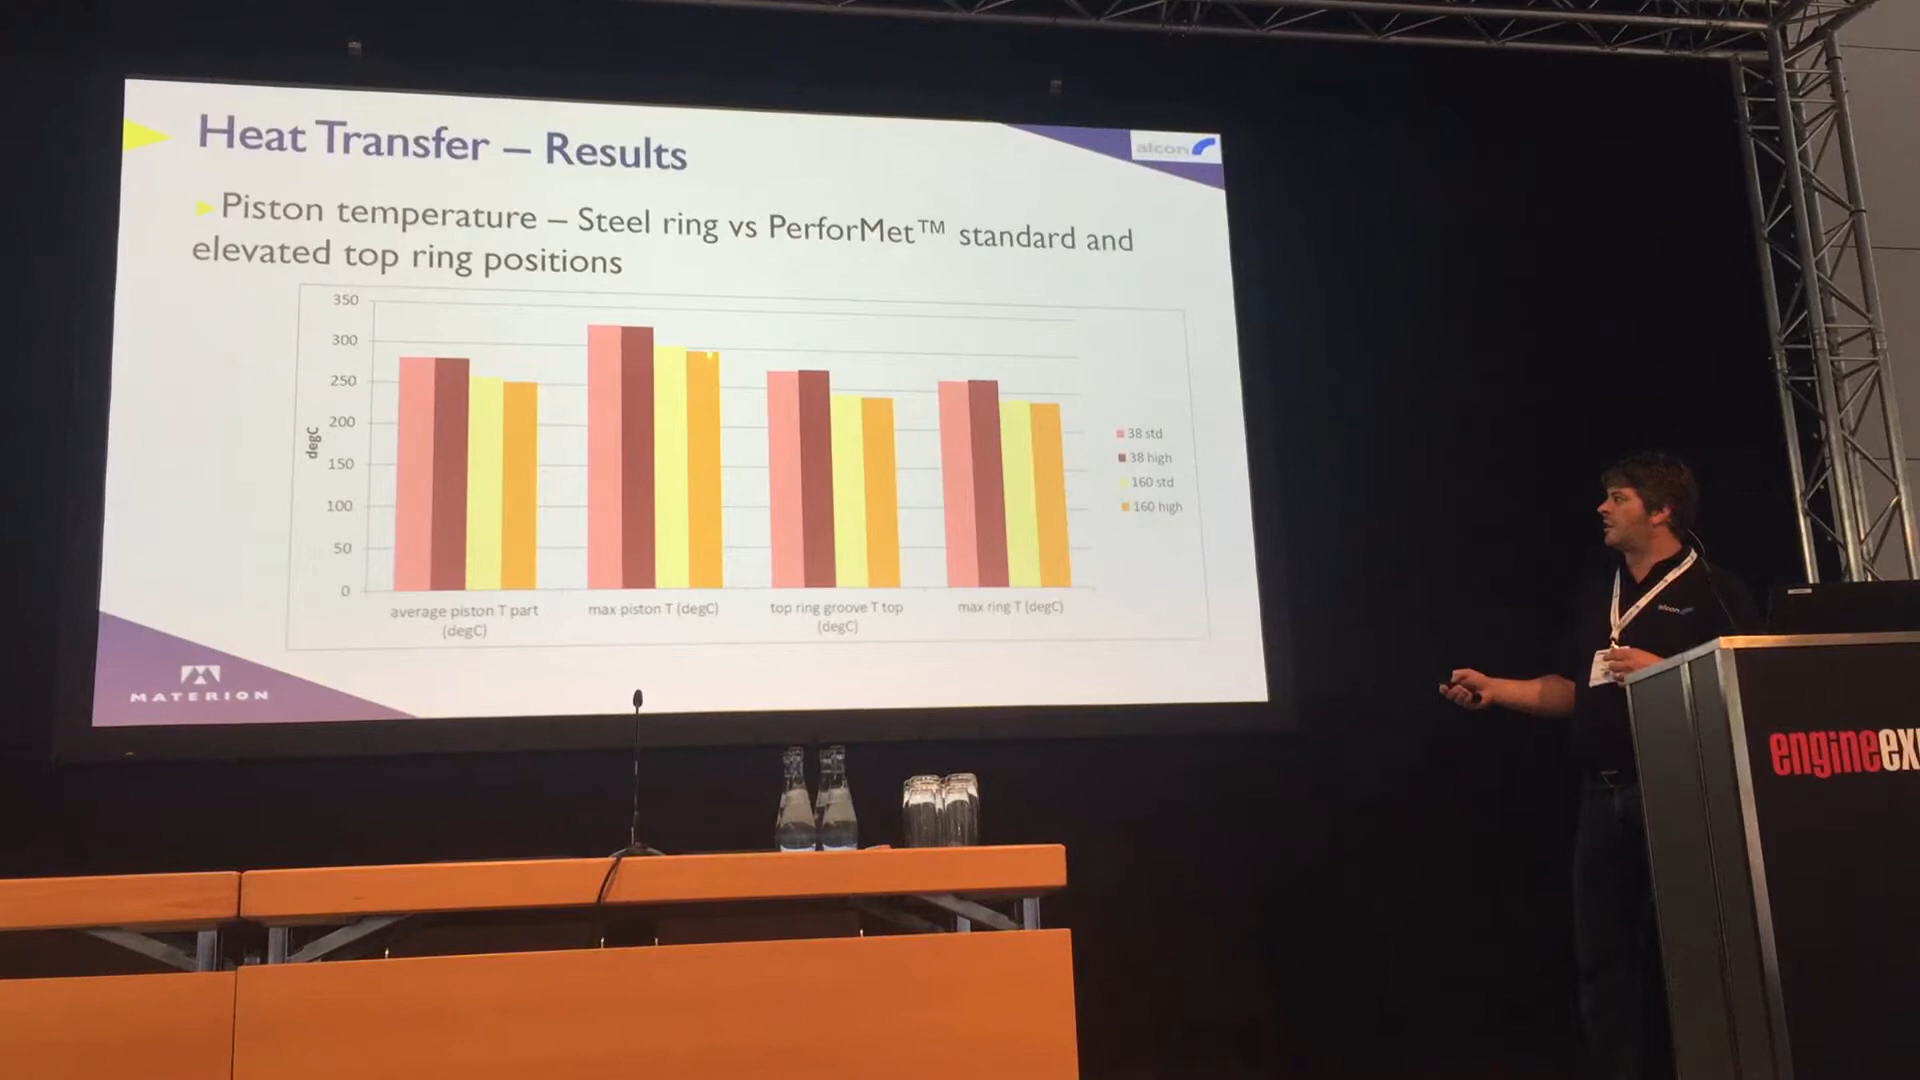 Heat Transfer – Results
alcon
Piston temperature – Steel ring vs PerforMet™ standard and
elevated top ring positions
350
300
250
200
150
100
50
0
degC
average piston T part
(degC)
max piston T (degC)
top ring groove T top
(degC)
max ring T (degC)
38 std
38 high
160 std
160 high
MATERION
alcon
engineex